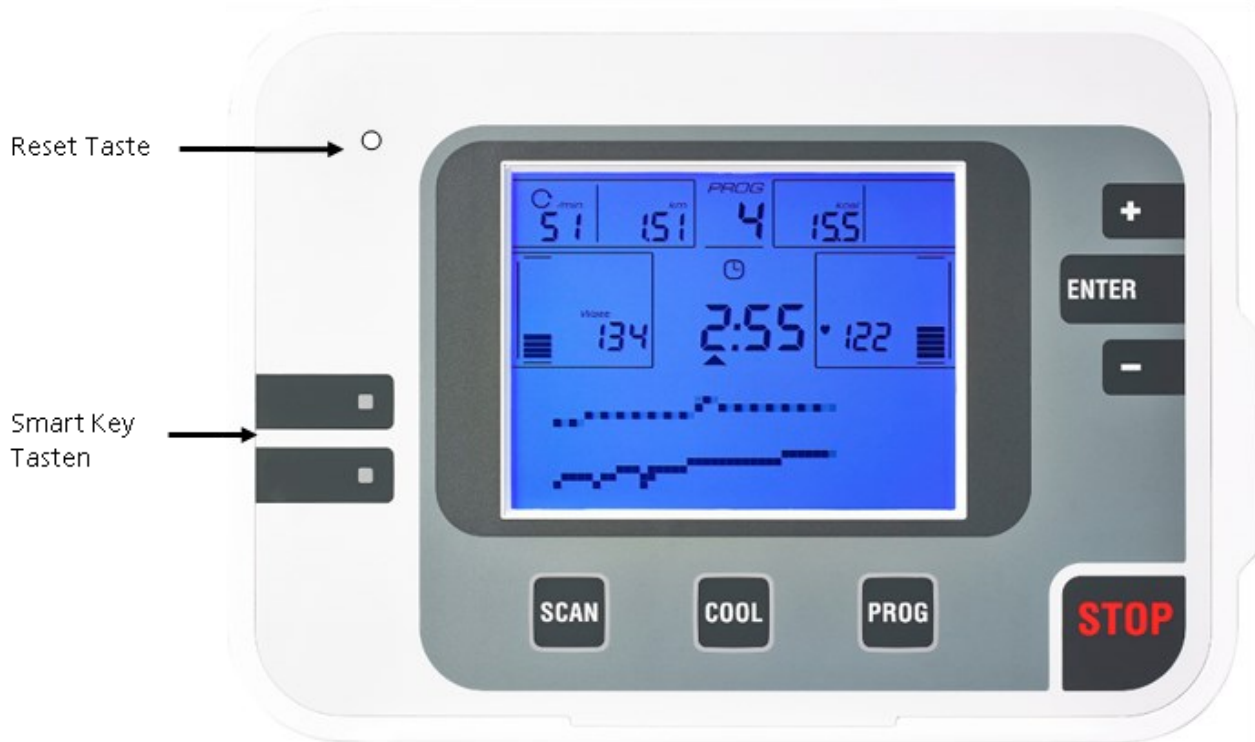 Reset Taste
PROG
/min
km
kcal
51
1.51
4
15.5
+
ENTER
-
Watt
134
2:55
122
Smart Key
Tasten
SCAN
COOL
PROG
STOP